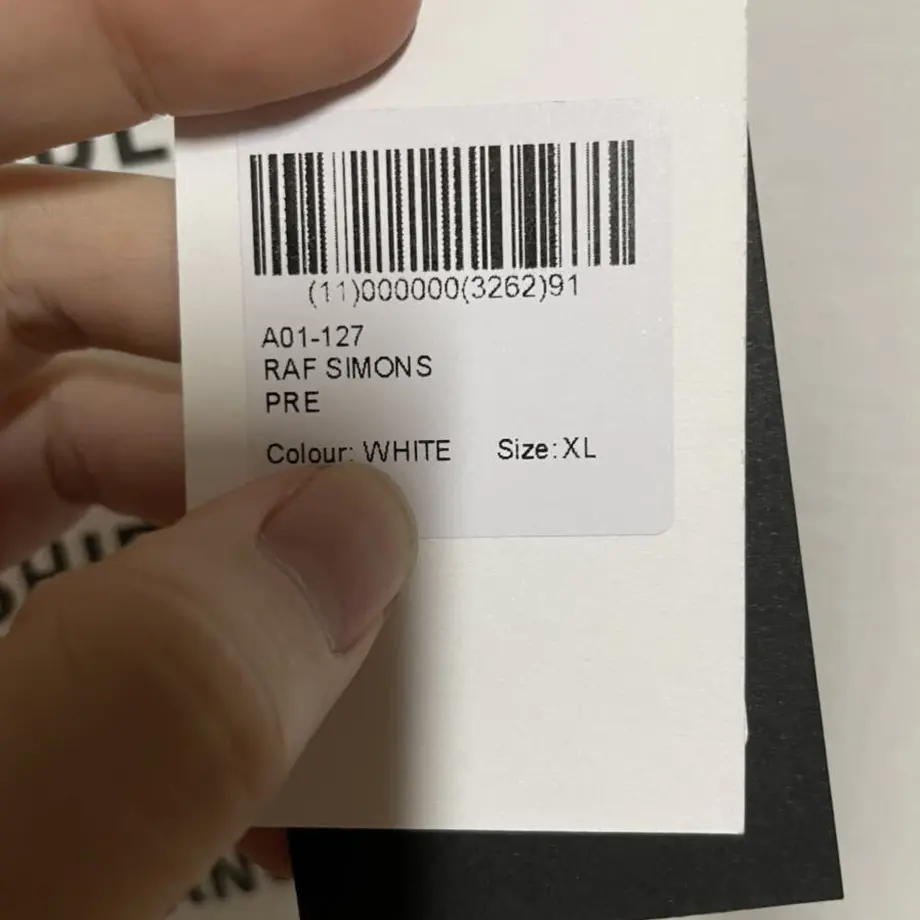 (11)000000(3262)91
A01-127
RAF SIMONS
PRE
Colour: WHITE Size: XL